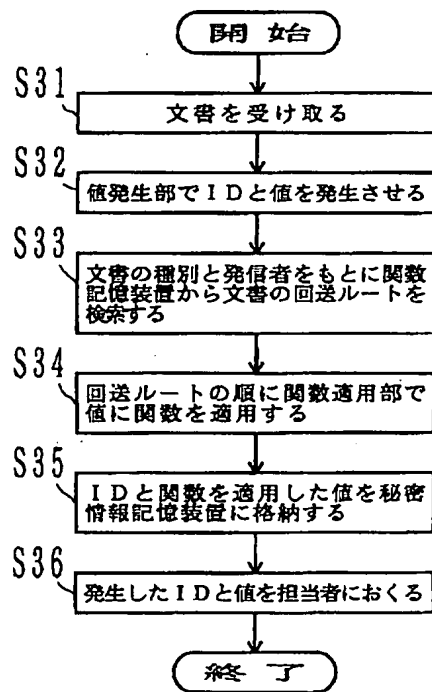 開始
S31
文書を受け取る
S32
値発生部でIDと値を発生させる
S33
文書の種別と発信者をもとに関数
記憶装置から文書の回送ルートを
検索する
S34
回送ルートの順に関数適用部で
値に関数を適用する
S35
IDと関数を適用した値を秘密
情報記憶装置に格納する
S36
発生したIDと値を担当者におくる
終了